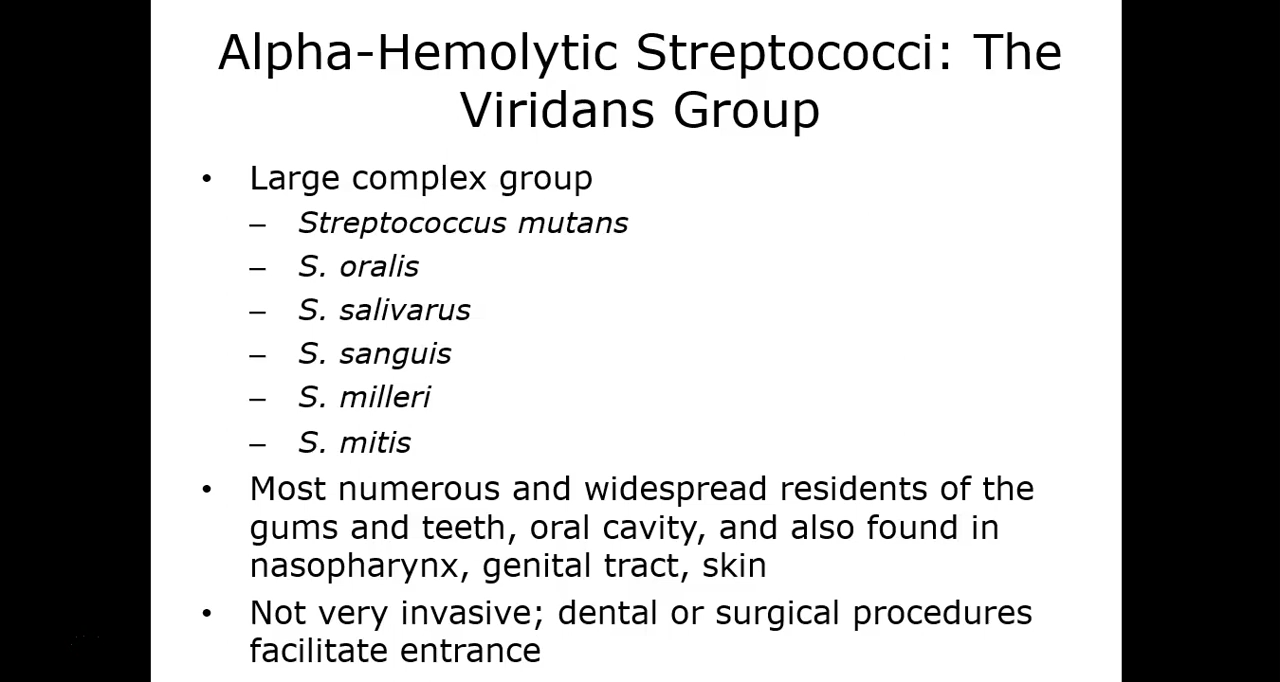 Alpha-Hemolytic Streptococci: The
Viridans Group
• Large complex group
– Streptococcus mutans
– S. oralis
– S. salivarus
– S. sanguis
– S. milleri
– S. mitis
• Most numerous and widespread residents of the
gums and teeth, oral cavity, and also found in
nasopharynx, genital tract, skin
• Not very invasive; dental or surgical procedures
facilitate entrance